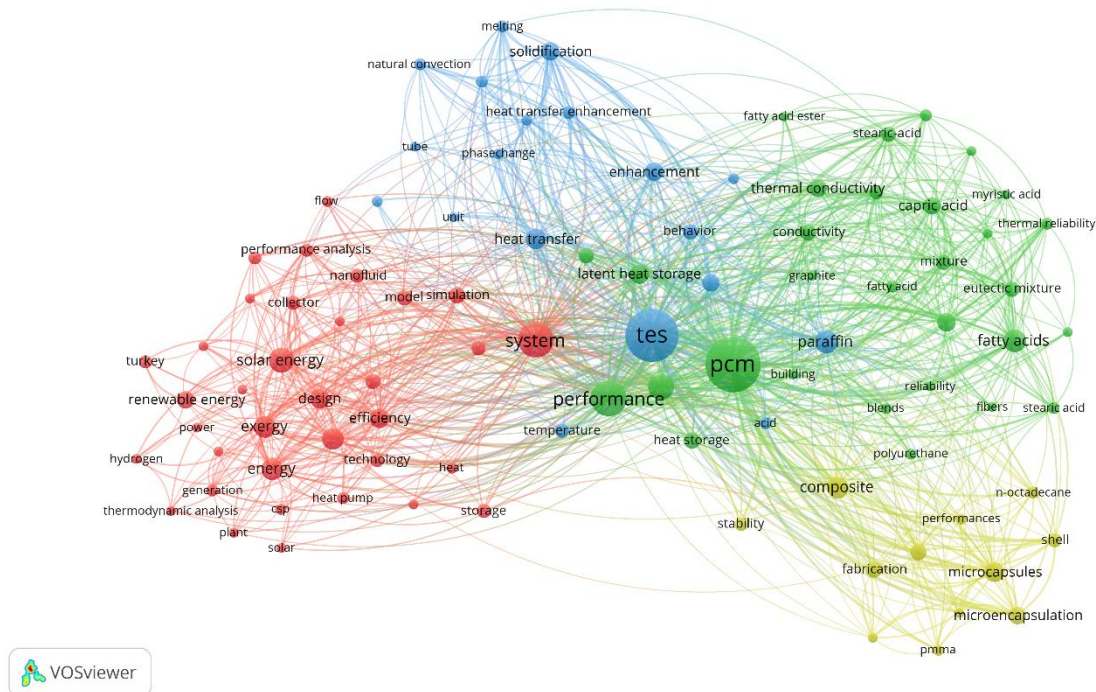 melting
solidification
natural convection
heat transfer enhancement
fatty acid ester
stearic-acid
tube
phasechange
enhancement
thermal conductivity
myristic acid
capric acid
flow
unit
thermal reliability
behavior
conductivity
heat transfer
performance analysis
mixture
nanofluid
latent heat storage
graphite
fatty acid
eutectic mixture
model
simulation
collector
tes
system
paraffin
fatty acids
turkey
solar energy
pcm
building
reliability
renewable energy
design
performance
blends
fibers
stearic acid
efficiency
power
exergy
temperature
acid
heat storage
polyurethane
hydrogen
technology
energy
heat
composite
n-octadecane
generation
heat pump
thermodynamic analysis
csp
storage
stability
performances
plant
shell
solar
fabrication
microcapsules
microencapsulation
pmma
VOSviewer